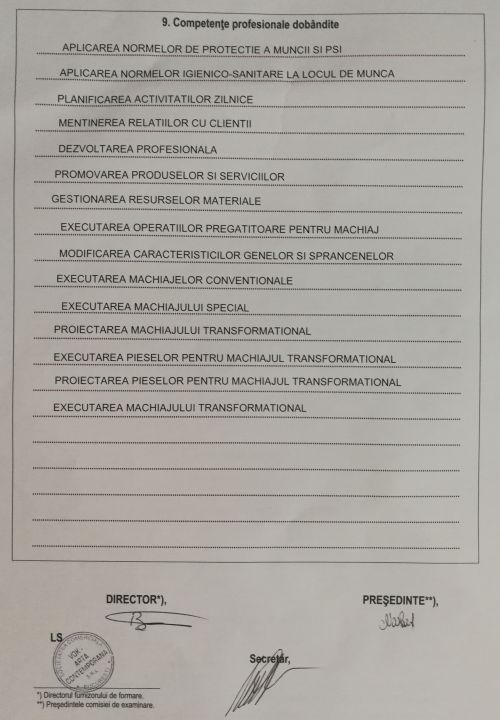 9. Competenţe profesionale dobândite
APLICAREA NORMELOR DE PROTECTIE A MUNCII SI PSI
APLICAREA NORMELOR IGIENICO-SANITARE LA LOCUL DE MUNCA
PLANIFICAREA ACTIVITATILOR ZILNICE
MENTINEREA RELATIILOR CU CLIENTII
DEZVOLTAREA PROFESIONALA
PROMOVAREA PRODUSELOR SI SERVICIILOR
GESTIONAREA RESURSELOR MATERIALE
EXECUTAREA OPERATIILOR PREGATITOARE PENTRU MACHIAJ
MODIFICAREA CARACTERISTICILOR GENELOR SI SPRANCENELOR
EXECUTAREA MACHIAJELOR CONVENTIONALE
EXECUTAREA MACHIAJULUI SPECIAL
PROIECTAREA MACHIAJULUI TRANSFORMATIONAL
EXECUTAREA PIESELOR PENTRU MACHIAJUL TRANSFORMATIONAL
PROIECTAREA PIESELOR PENTRU MACHIAJUL TRANSFORMATIONAL
EXECUTAREA MACHIAJULUI TRANSFORMATIONAL
DIRECTOR*),
PREŞEDINTE**),
LS
VOX-
ARTA
CONTEMPORANA
S.R.L.
BUCURESTI
Secretar,
*) Directorul furnizorului de formare.
**) Preşedintele comisiei de examinare.